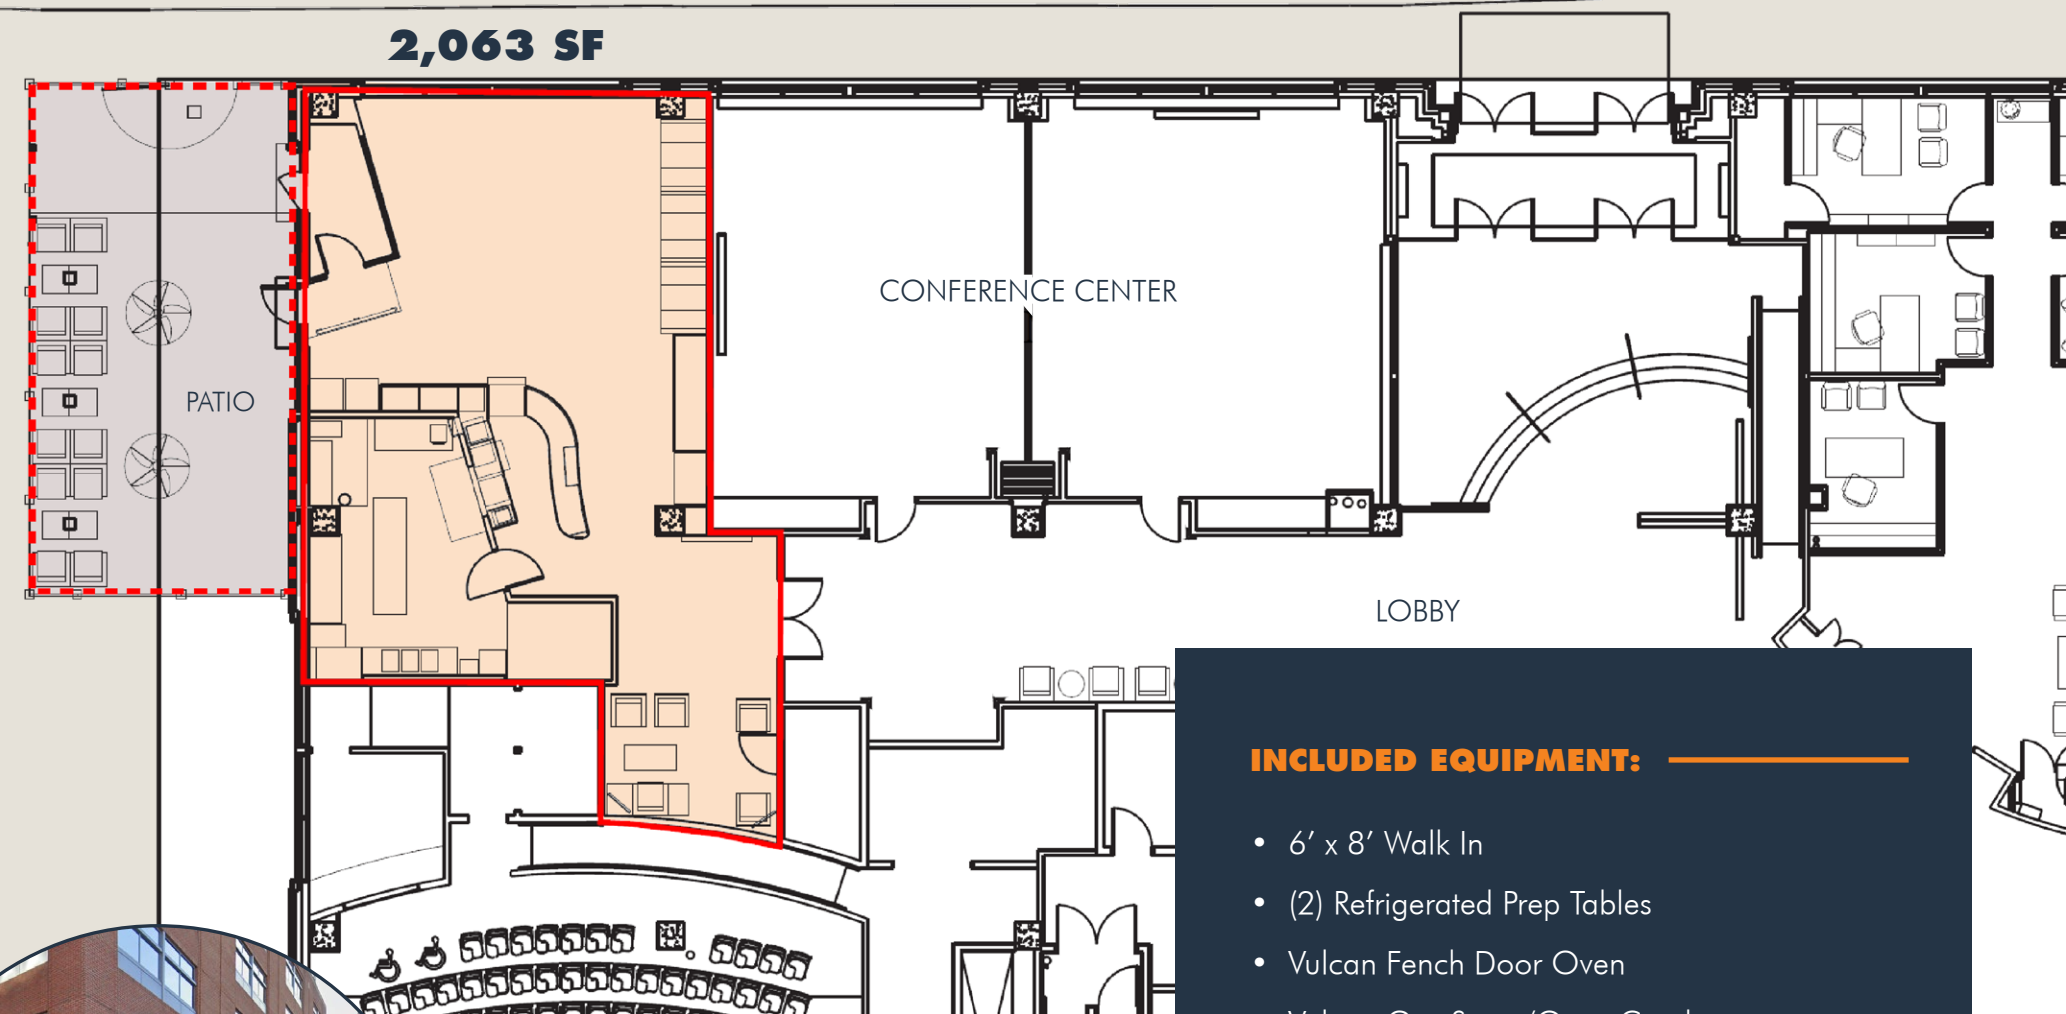 2,063 SF
CONFERENCE CENTER
PATIO
LOBBY
INCLUDED EQUIPMENT:
• 6’ x 8’ Walk In
• (2) Refrigerated Prep Tables
• Vulcan Fench Door Oven